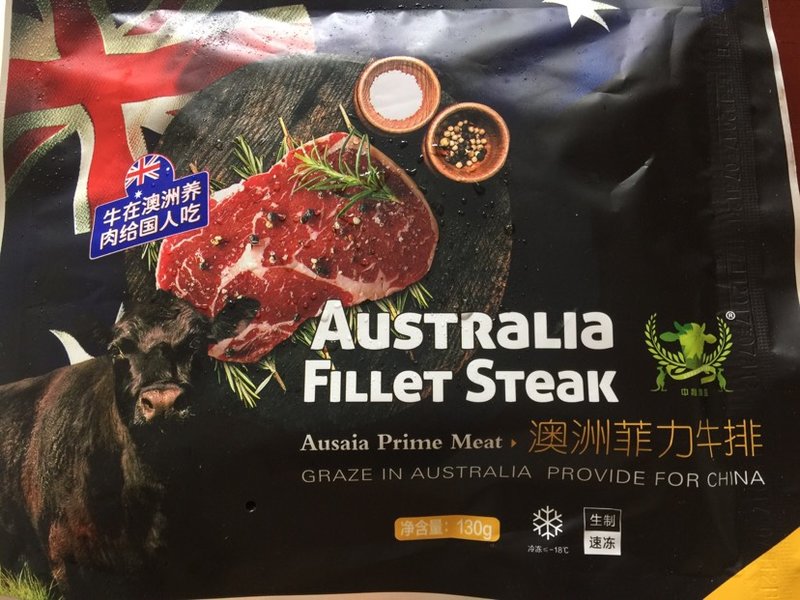 牛在澳洲养
肉给国人吃
AUSTRALIA
FILLET STEAK
®
Ausaia Prime Meat
澳洲菲力牛排
GRAZE IN AUSTRALIA PROVIDE FOR CHINA
净含量：130g
冷冻≤-18℃
生制
速冻